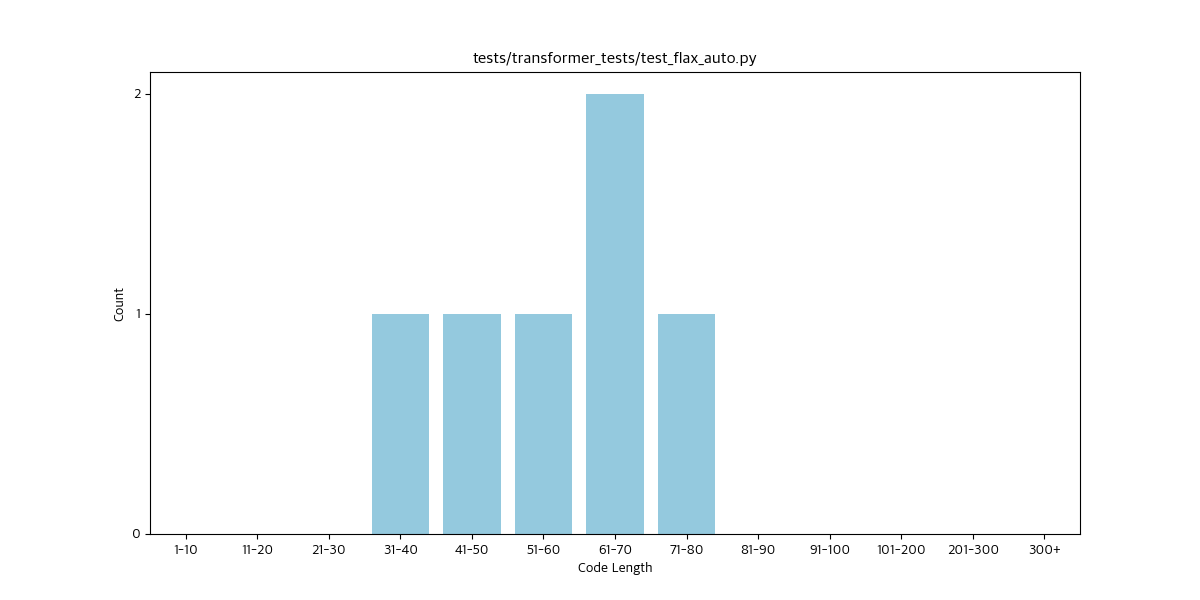 tests/transformer_tests/test_flax_auto.py
2
1
0
Count
1-10 11-20 21-30 31-40 41-50 51-60 61-70 71-80 81-90 91-100 101-200 201-300 300+
Code Length